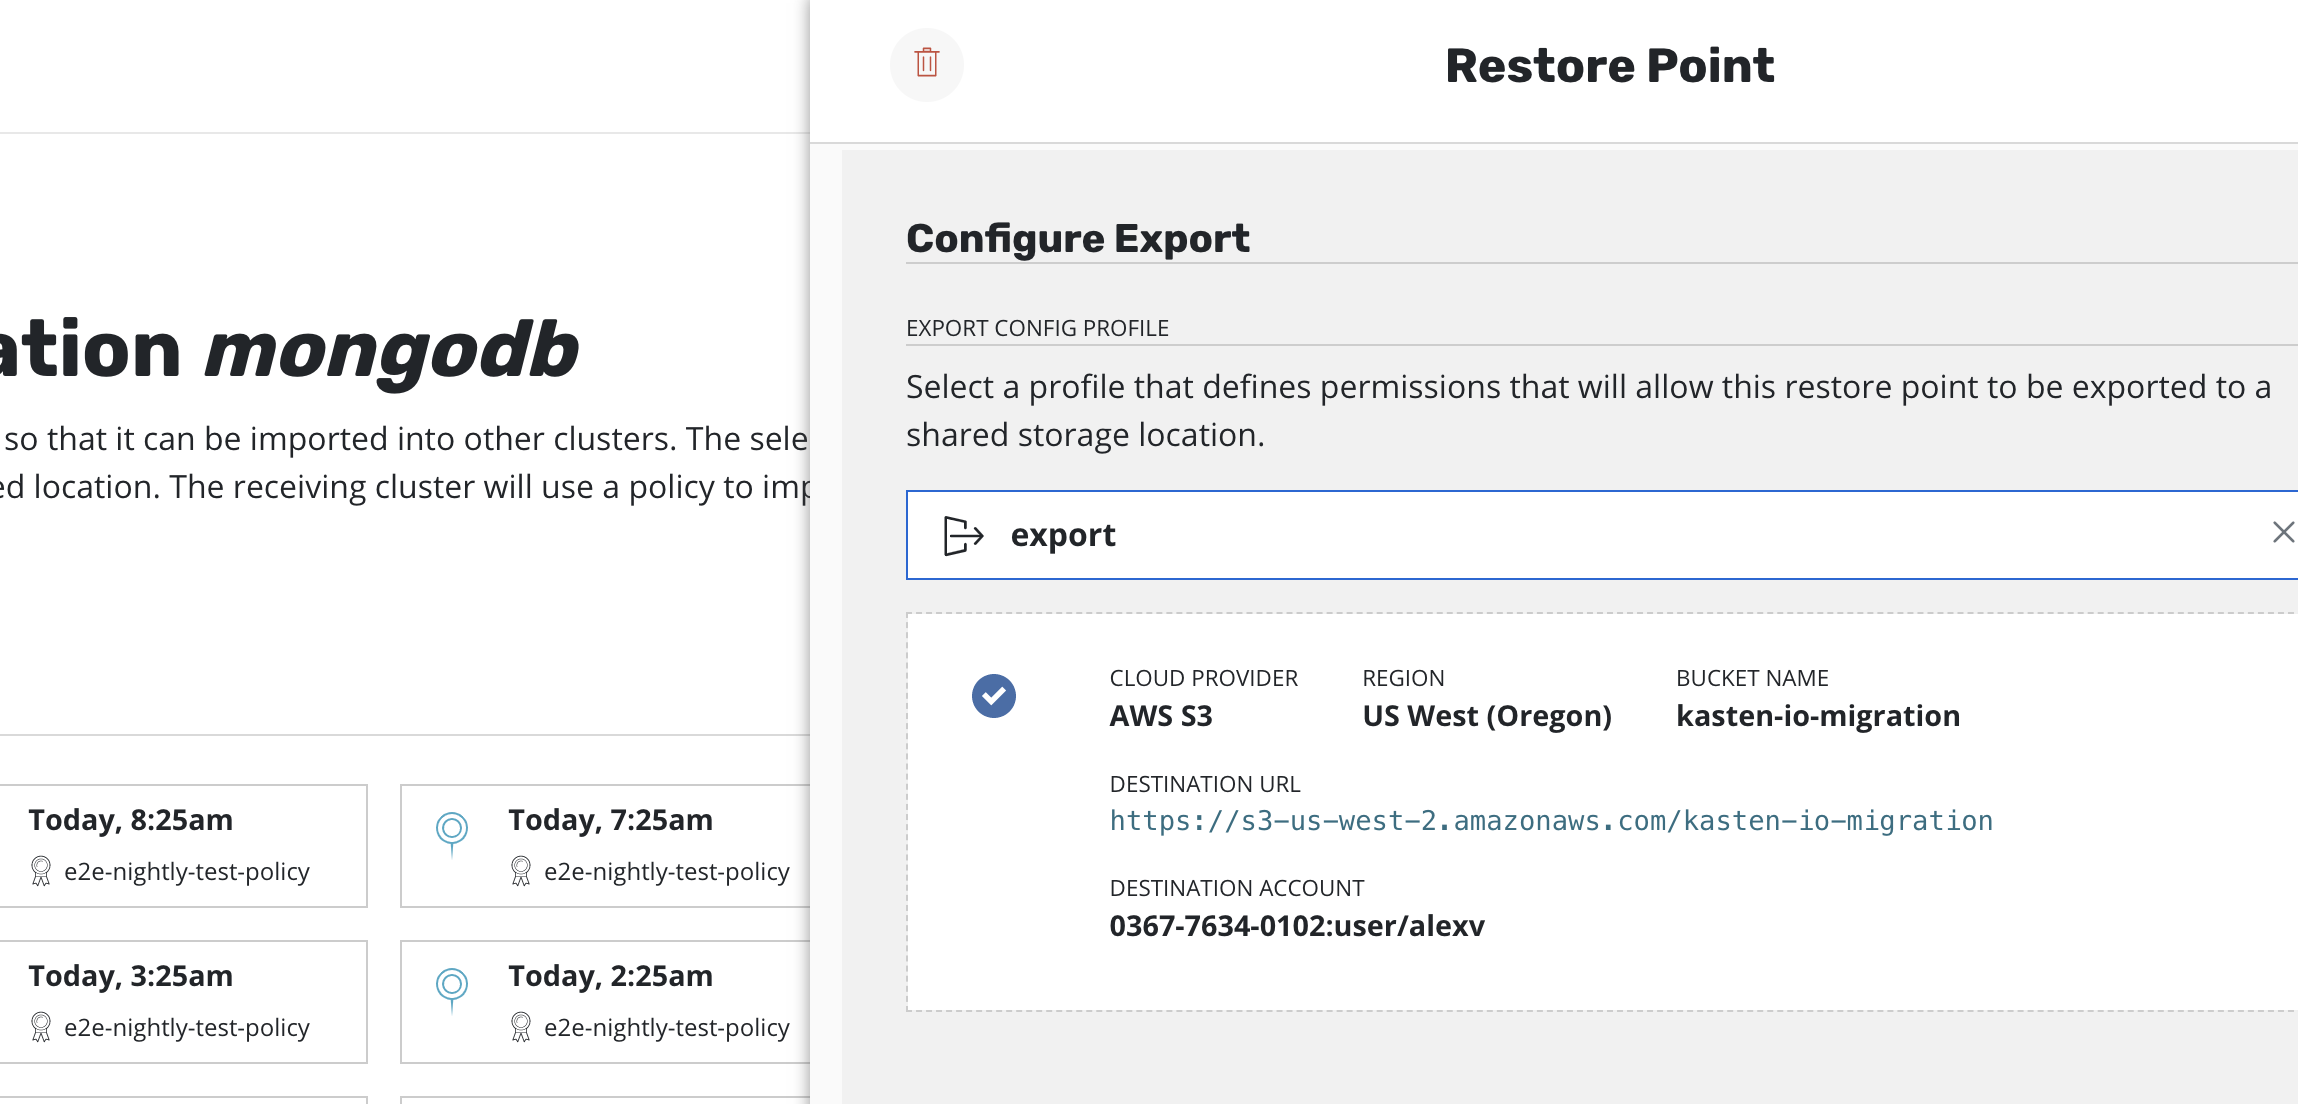 ation mongodb
so that it can be imported into other clusters. The sele
ed location. The receiving cluster will use a policy to imp
Today, 8:25am
e2e-nightly-test-policy
Today, 7:25am
e2e-nightly-test-policy
Today, 3:25am
e2e-nightly-test-policy
Today, 2:25am
e2e-nightly-test-policy
Restore Point
Configure Export
EXPORT CONFIG PROFILE
Select a profile that defines permissions that will allow this restore point to be exported to a
shared storage location.
export
CLOUD PROVIDER
AWS S3
REGION
US West (Oregon)
BUCKET NAME
kasten-io-migration
DESTINATION URL
https://s3-us-west-2.amazonaws.com/kasten-io-migration
DESTINATION ACCOUNT
0367-7634-0102:user/alexv